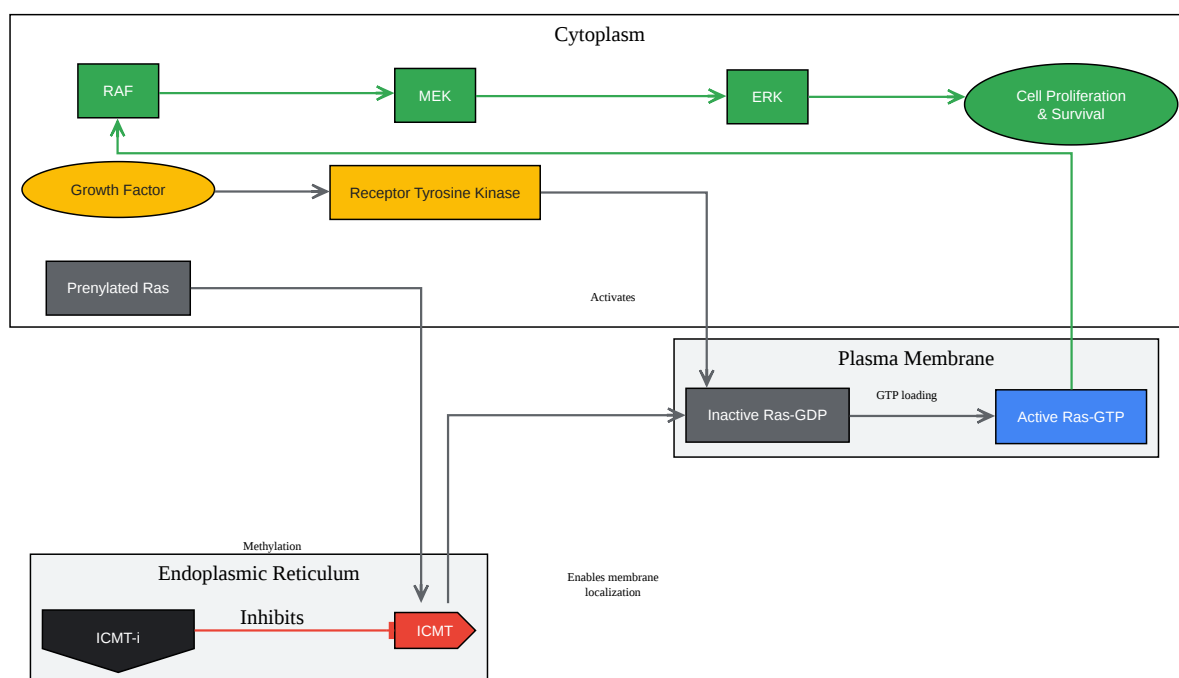 Cytoplasm
RAF
MEK
ERK
Cell Proliferation
& Survival
Growth Factor
Receptor Tyrosine Kinase
Prenylated Ras
Activates
Plasma Membrane
GTP loading
Inactive Ras-GDP
Active Ras-GTP
Methylation
Endoplasmic Reticulum
Enables membrane
localization
Inhibits
ICMT-i
ICMT